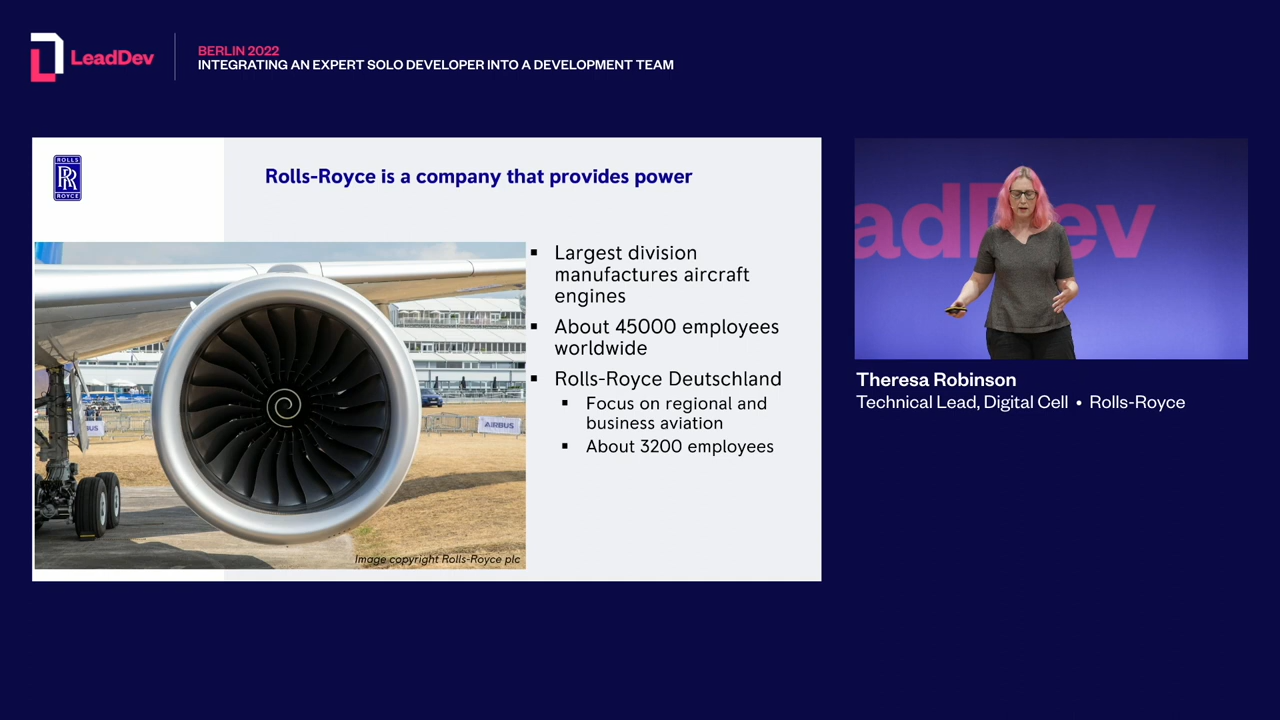 LeadDev
BERLIN 2022
INTEGRATING AN EXPERT SOLO DEVELOPER INTO A DEVELOPMENT TEAM
ROLLS
RR
ROYCE
Rolls-Royce is a company that provides power
▪ Largest division
manufactures aircraft
engines
▪ About 45000 employees
worldwide
▪ Rolls-Royce Deutschland
▪ Focus on regional and
business aviation
▪ About 3200 employees
AIRBUS
Image copyright Rolls-Royce plc
adDev
Theresa Robinson
Technical Lead, Digital Cell • Rolls-Royce